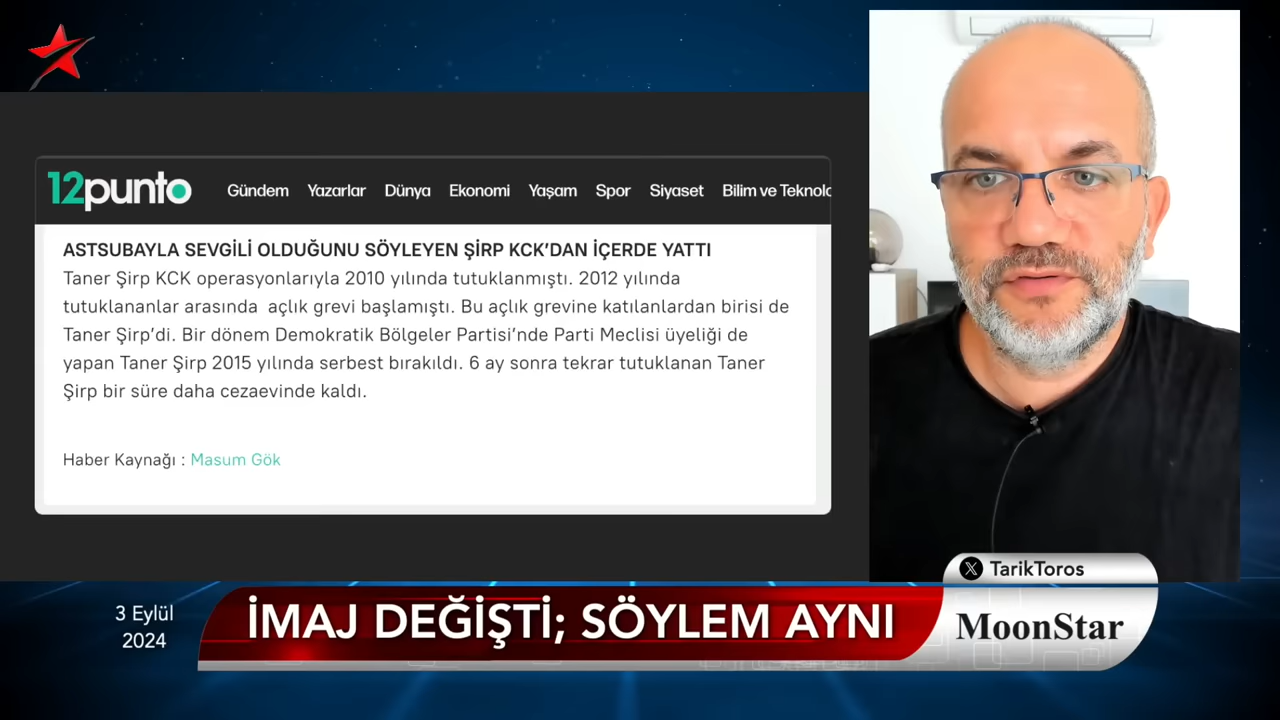 12punto
Gündem Yazarlar Dünya Ekonomi Yaşam Spor Siyaset Bilim ve Teknolo
ASTSUBAYLA SEVGİLİ OLDUĞUNU SÖYLEYEN ŞİRP KCK'DAN İÇERDE YATTI
Taner Şirp KCK operasyonlarıyla 2010 yılında tutuklanmıştı. 2012 yılında
tutuklananlar arasında açlık grevi başlamıştı. Bu açlık grevine katılanlardan birisi de
Taner Şirp'di. Bir dönem Demokratik Bölgeler Partisi'nde Parti Meclisi üyeliği de
yapan Taner Şirp 2015 yılında serbest bırakıldı. 6 ay sonra tekrar tutuklanan Taner
Şirp bir süre daha cezaevinde kaldı.
Haber Kaynağı : Masum Gök
X TarikToros
3 Eylül
2024
İMAJ DEĞİŞTİ; SÖYLEM AYNI
MoonStar